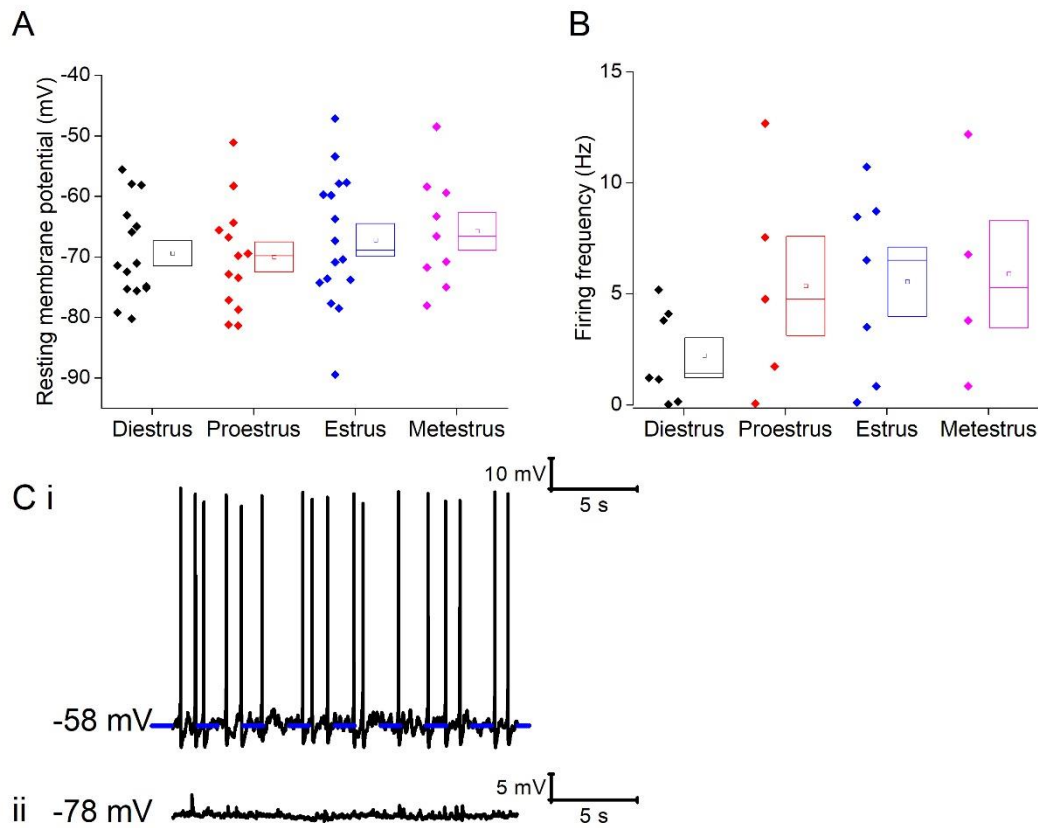 A
Resting membrane potential (mV)
-40
-50
-60
-70
-80
-90
Diestrus Proestrus Estrus Metestrus
B
Firing frequency (Hz)
15
10
5
0
Diestrus Proestrus Estrus Metestrus
C i
10 mV
5 s
-58 mV
ii -78 mV
5 mV
5 s